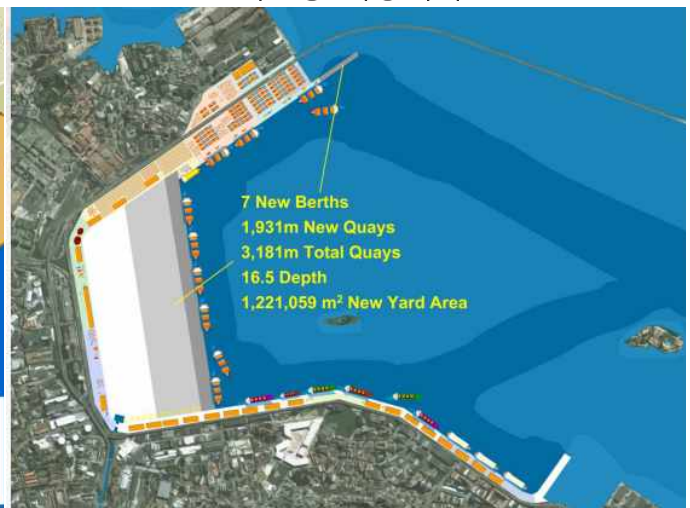 7 New Berths
1,931m New Quays
3,181m Total Quays
16.5 Depth
1,221,059 m² New Yard Area